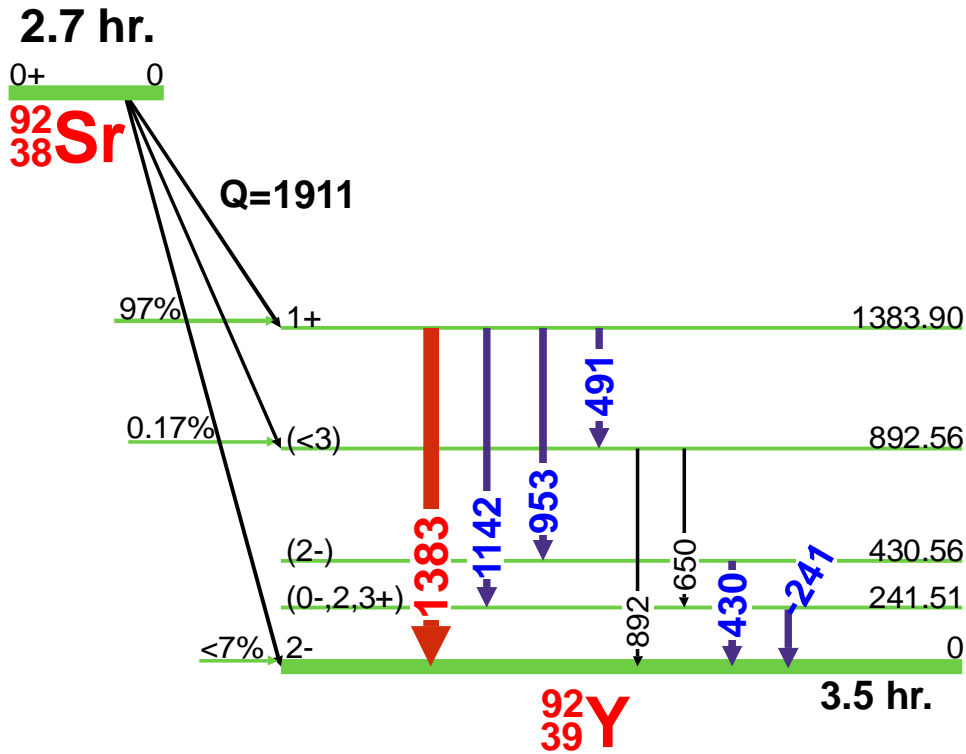 2.7 hr.
0+ 0
92
38 Sr
Q=1911
97% 1+ 1383.90
491
0.17% (<3) 892.56
953
1142
1383
(2-) 430.56
650
430
241
(0-,2,3+) 241.51
892
<7% 2- 0
3.5 hr.
92
39 Y